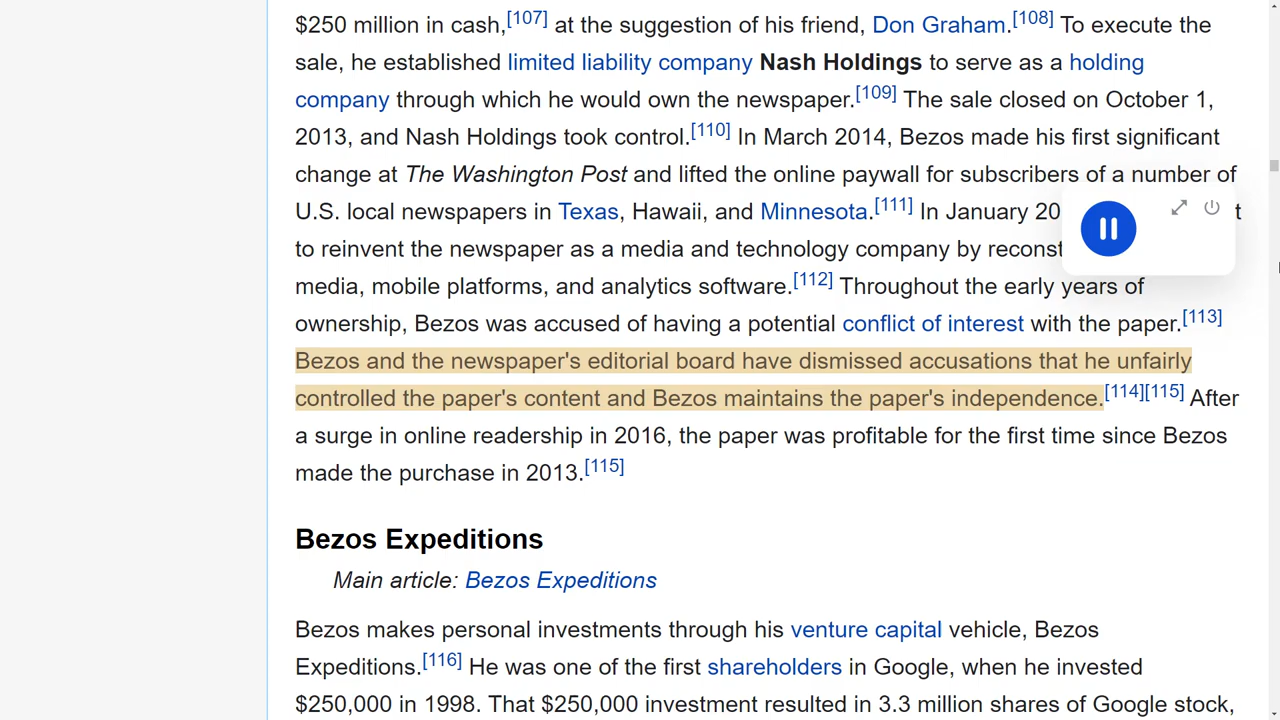 $250 million in cash,[107] at the suggestion of his friend, Don Graham.[108] To execute the
sale, he established limited liability company Nash Holdings to serve as a holding
company through which he would own the newspaper.[109] The sale closed on October 1,
2013, and Nash Holdings took control.[110] In March 2014, Bezos made his first significant
change at The Washington Post and lifted the online paywall for subscribers of a number of
U.S. local newspapers in Texas, Hawaii, and Minnesota.[111] In January 20 t
to reinvent the newspaper as a media and technology company by reconst
media, mobile platforms, and analytics software.[112] Throughout the early years of
ownership, Bezos was accused of having a potential conflict of interest with the paper.[113]
Bezos and the newspaper's editorial board have dismissed accusations that he unfairly
controlled the paper's content and Bezos maintains the paper's independence.[114][115] After
a surge in online readership in 2016, the paper was profitable for the first time since Bezos
made the purchase in 2013.[115]
Bezos Expeditions
Main article: Bezos Expeditions
Bezos makes personal investments through his venture capital vehicle, Bezos
Expeditions.[116] He was one of the first shareholders in Google, when he invested
$250,000 in 1998. That $250,000 investment resulted in 3.3 million shares of Google stock,